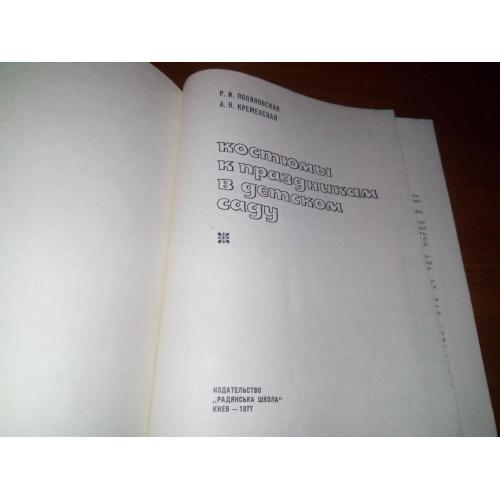 Р. И. ПОЛЯНОВСКАЯ
А. Н. КРЕМЕНСКАЯ
костюмы
к праздникам
в детском
саду
ИЗДАТЕЛЬСТВО
„РАДЯНСЬКА ШКОЛА"
КИЕВ — 1977